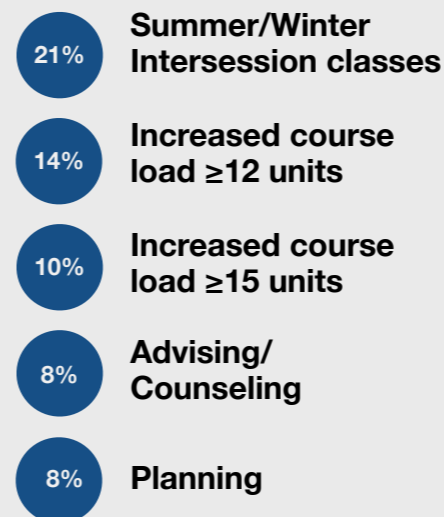 21%
Summer/Winter
Intersession classes
14%
Increased course
load ≥12 units
10%
Increased course
load ≥15 units
8%
Advising/
Counseling
8%
Planning